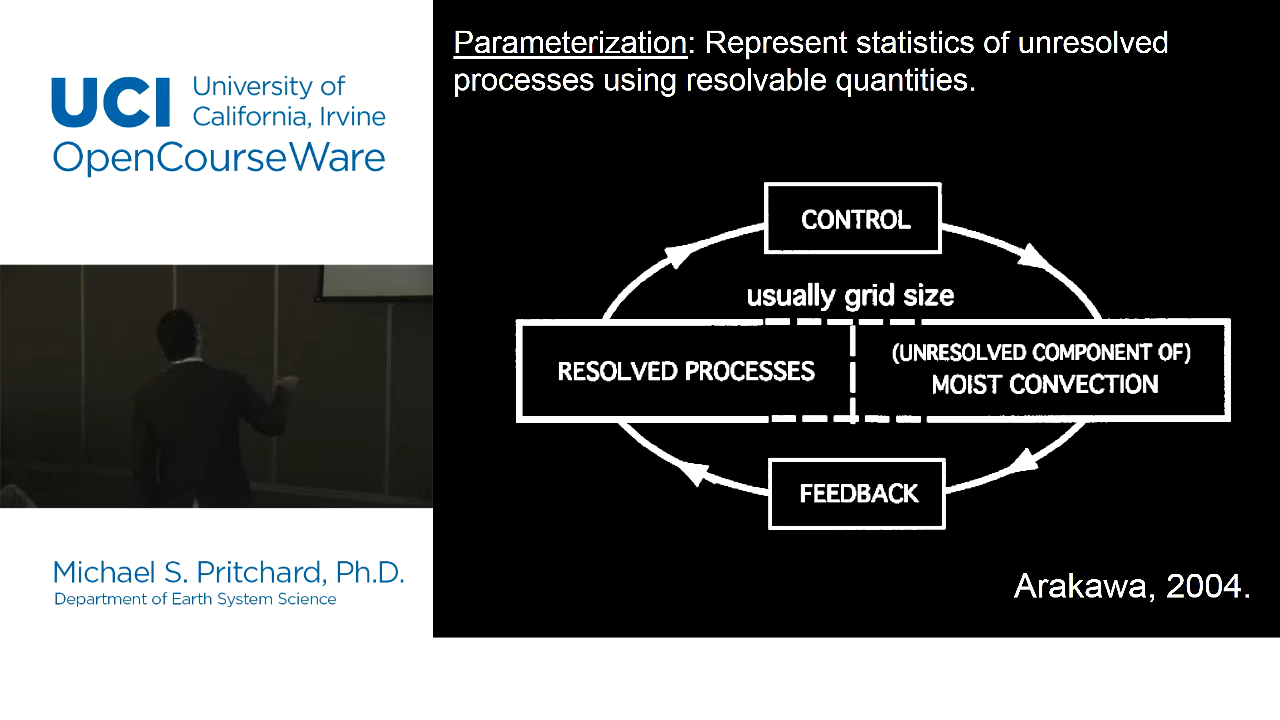 UCI University of
California, Irvine
OpenCourseWare
Michael S. Pritchard, Ph.D.
Department of Earth System Science
Parameterization: Represent statistics of unresolved
processes using resolvable quantities.
CONTROL
usually grid size
RESOLVED PROCESSES
(UNRESOLVED COMPONENT OF)
MOIST CONVECTION
FEEDBACK
Arakawa, 2004.